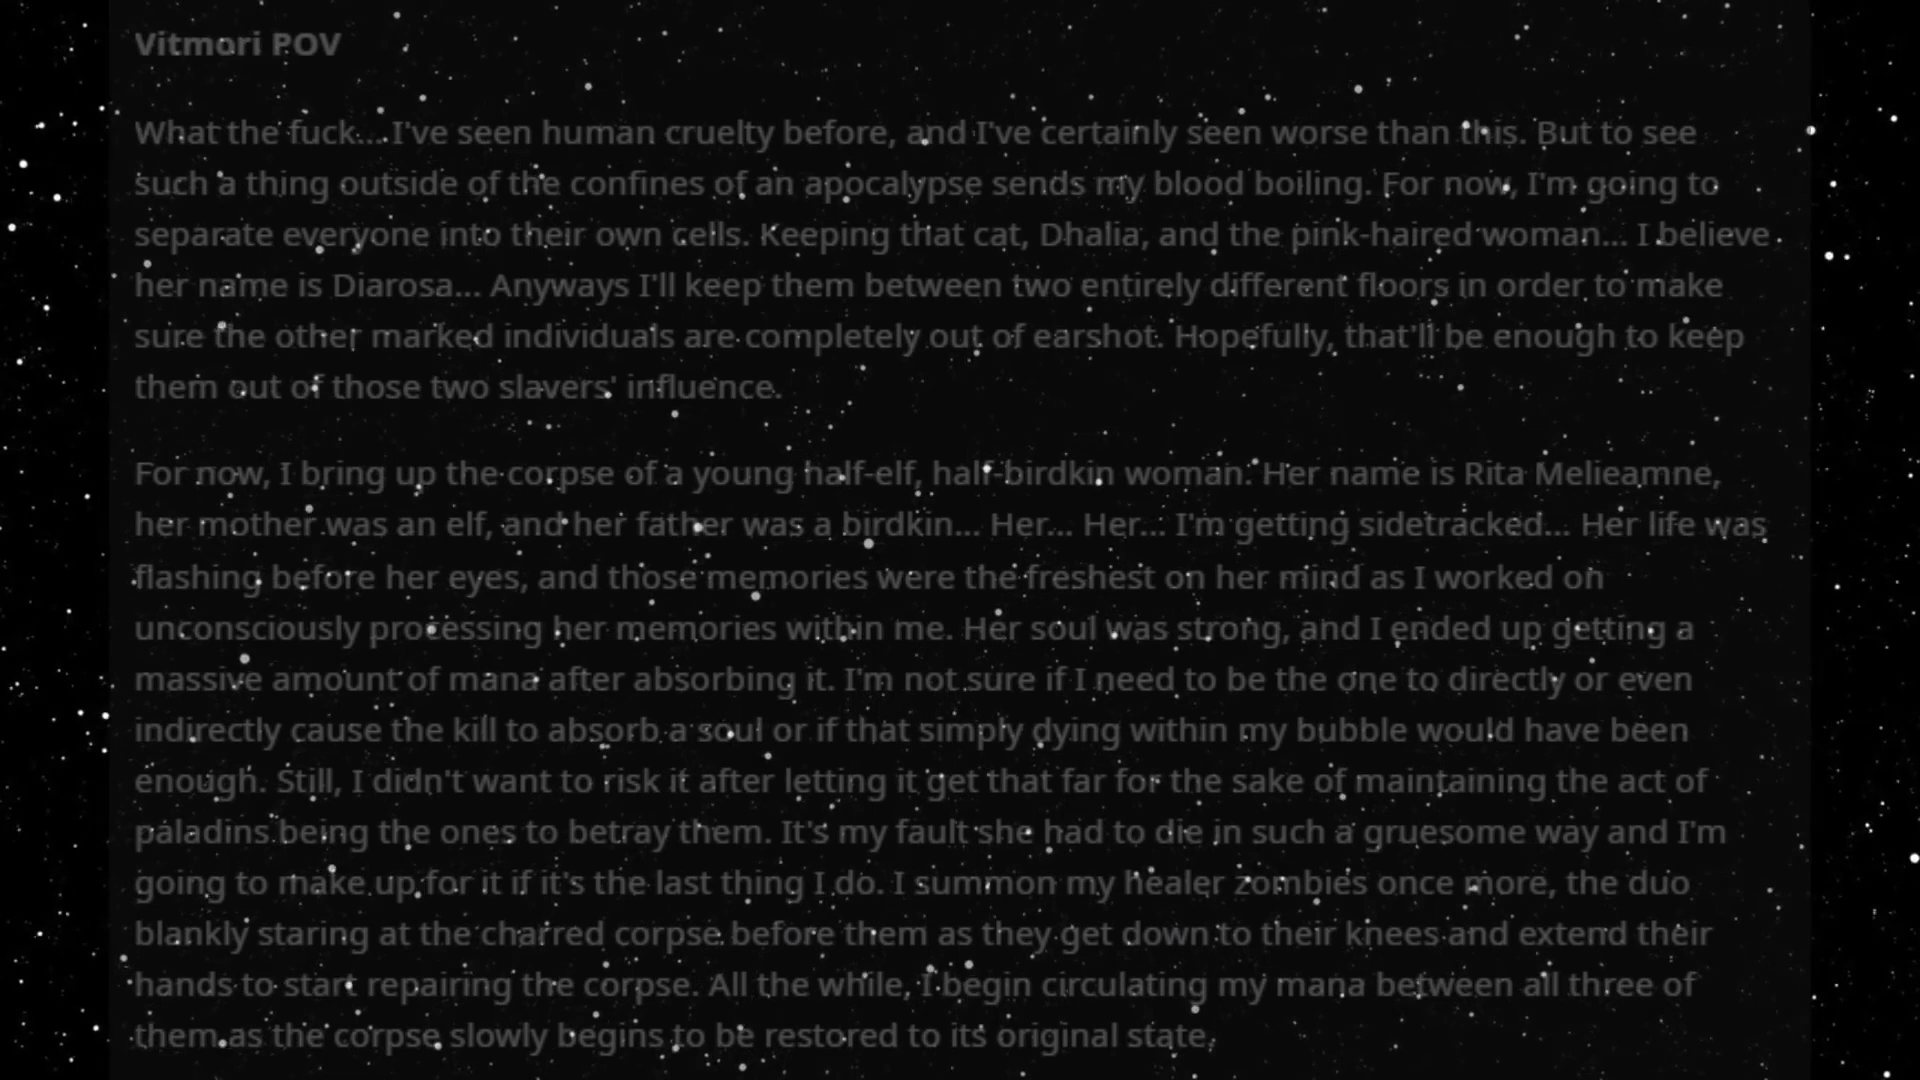 Vitmori POV
What the fuck... I've seen human cruelty before, and I've certainly seen worse than this. But to see
such a thing outside of the confines of an apocalypse sends my blood boiling. For now, I'm going to
separate everyone into their own cells. Keeping that cat, Dhalia, and the pink-haired woman... I believe
her name is Diarosa... Anyways I'll keep them between two entirely different floors in order to make
sure the other marked individuals are completely out of earshot. Hopefully, that'll be enough to keep
them out of those two slavers' influence.
For now, I bring up the corpse of a young half-elf, half-birdkin woman. Her name is Rita Melieamne,
her mother was an elf, and her father was a birdkin... Her... Her... I'm getting sidetracked... Her life was
flashing before her eyes, and those memories were the freshest on her mind as I worked on
unconsciously processing her memories within me. Her soul was strong, and I ended up getting a
massive amount of mana after absorbing it. I'm not sure if I need to be the one to directly or even
indirectly cause the kill to absorb a soul or if that simply dying within my bubble would have been
enough. Still, I didn't want to risk it after letting it get that far for the sake of maintaining the act of
paladins being the ones to betray them. It's my fault she had to die in such a gruesome way and I'm
going to make up for it if it's the last thing I do. I summon my healer zombies once more, the duo
blankly staring at the charred corpse before them as they get down to their knees and extend their
hands to start repairing the corpse. All the while, I begin circulating my mana between all three of
them as the corpse slowly begins to be restored to its original state.